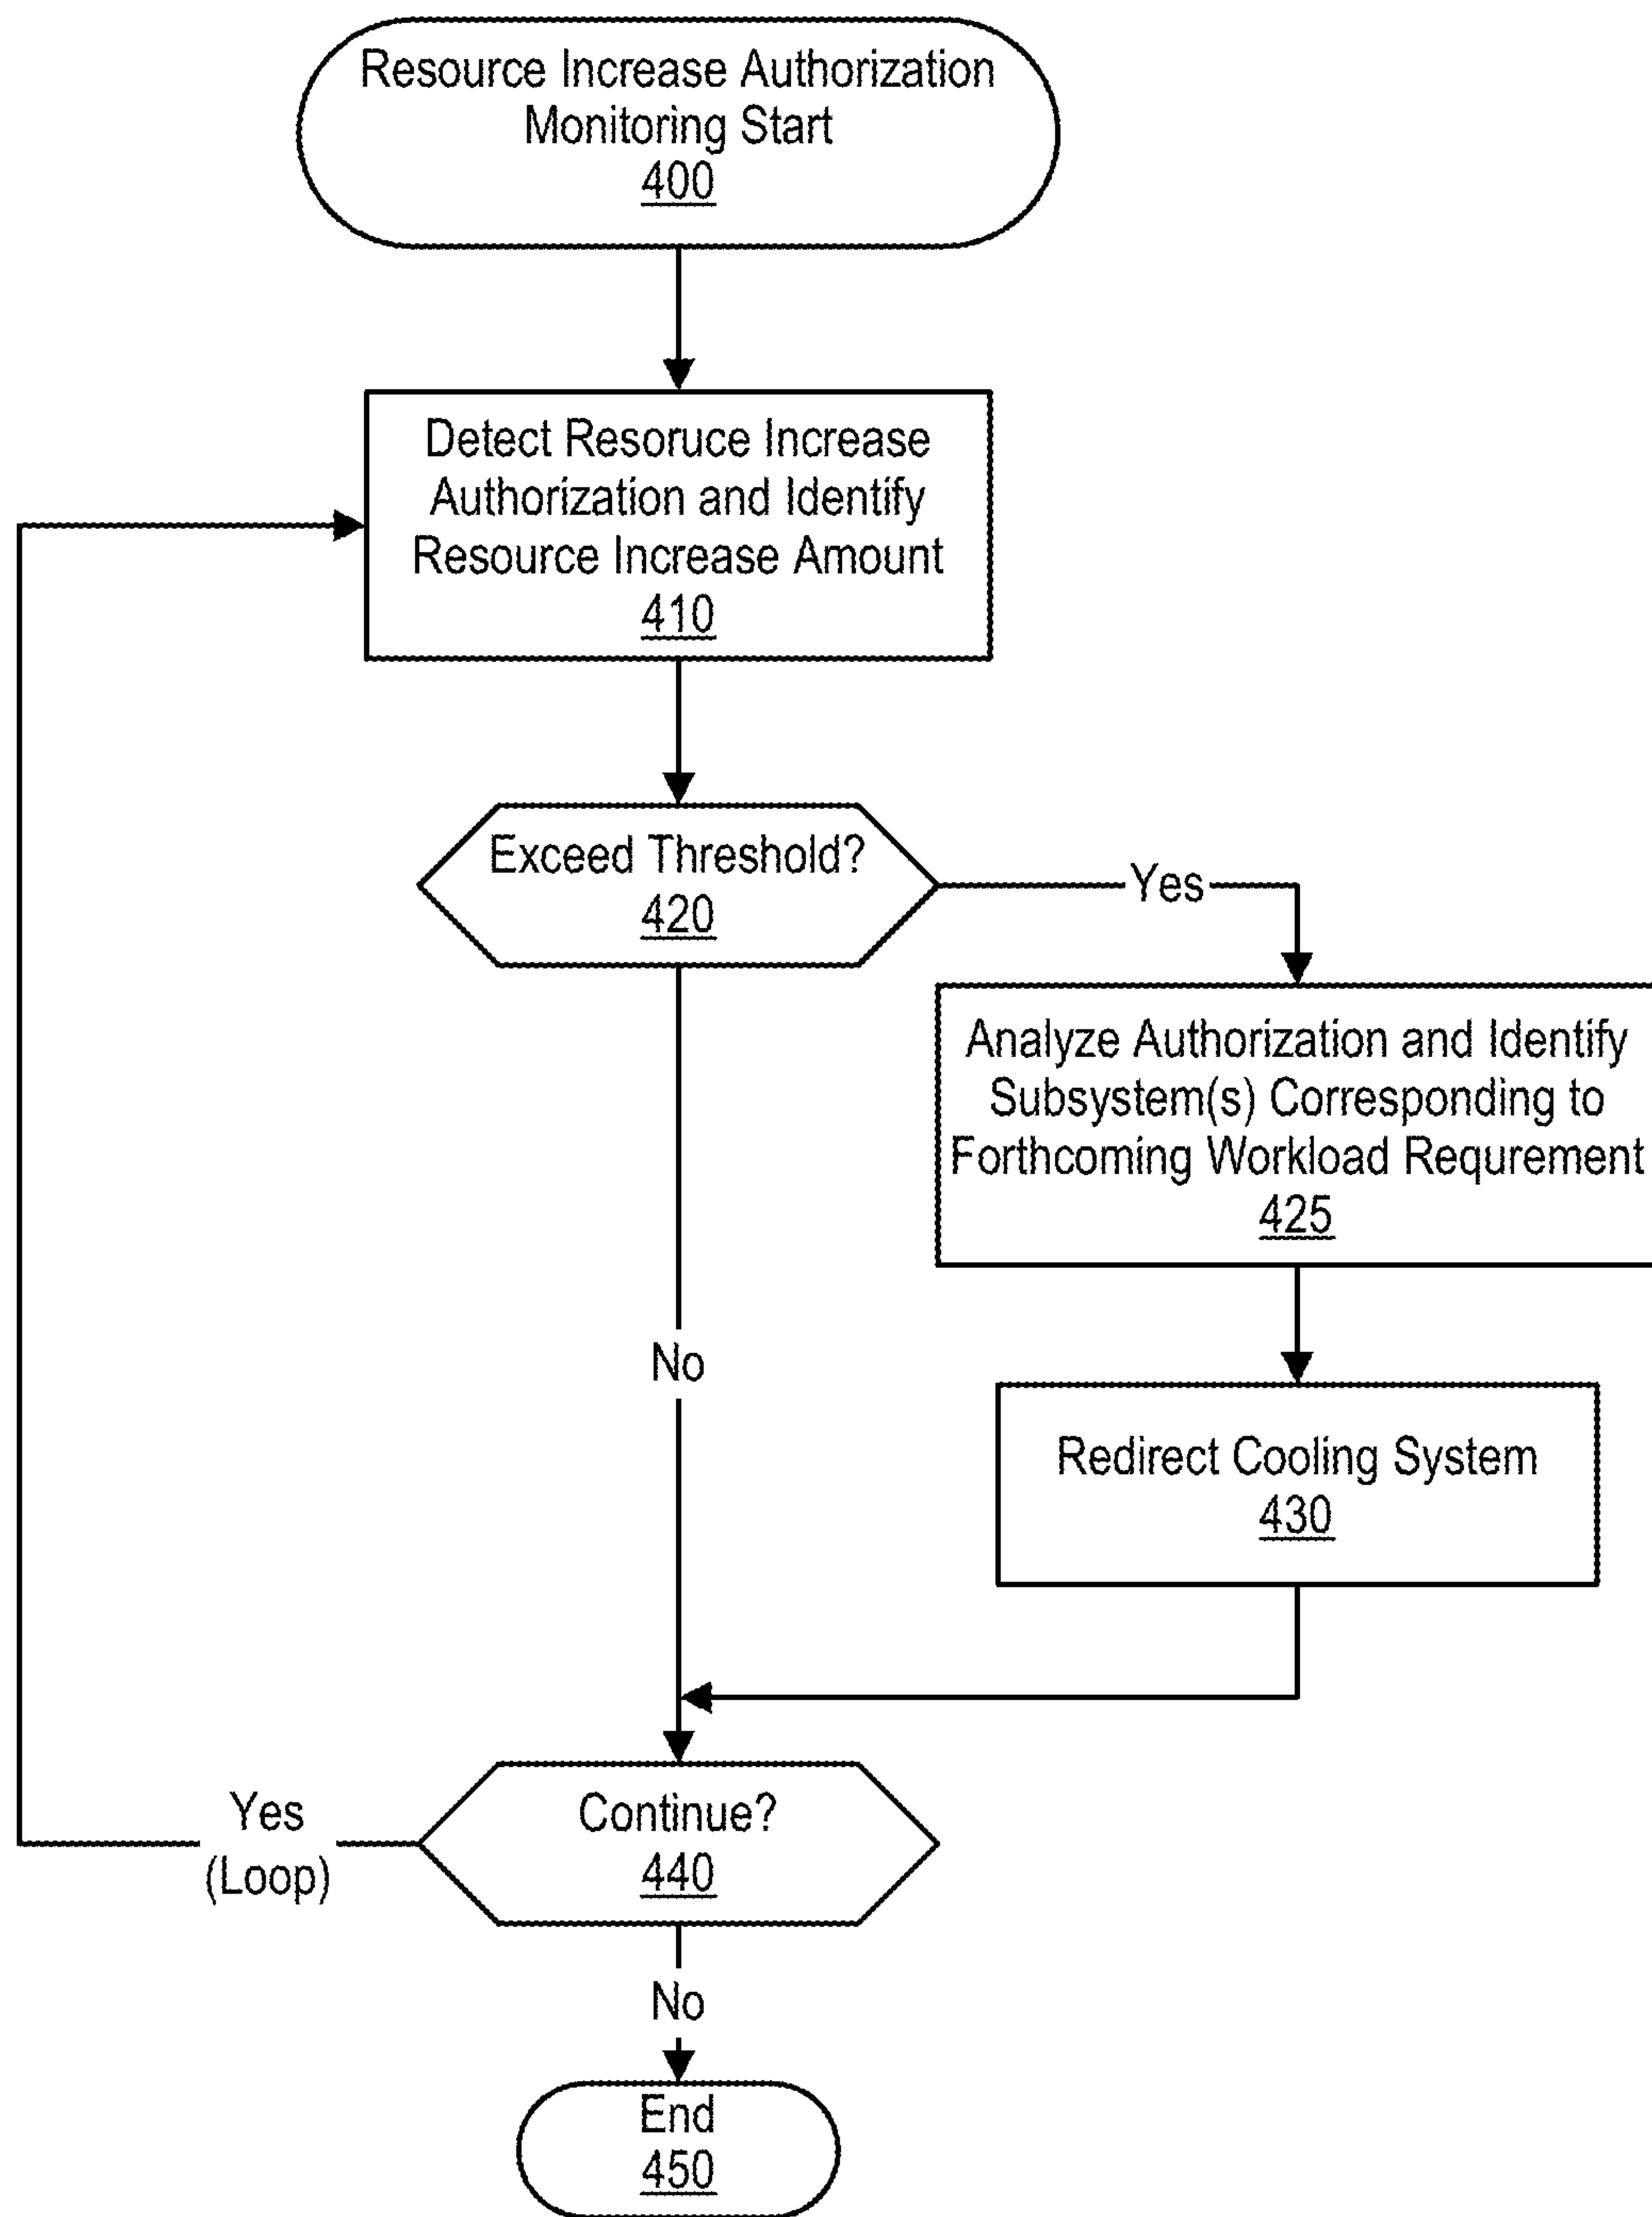 Resource Increase Authorization
Monitoring Start
400
Detect Resoruce Increase
Authorization and Identify
Resource Increase Amount
410
Exceed Threshold?
420
Yes
Analyze Authorization and Identify
Subsystem(s) Corresponding to
Forthcoming Workload Requrement
425
No
Redirect Cooling System
430
Yes
(Loop)
Continue?
440
No
End
450